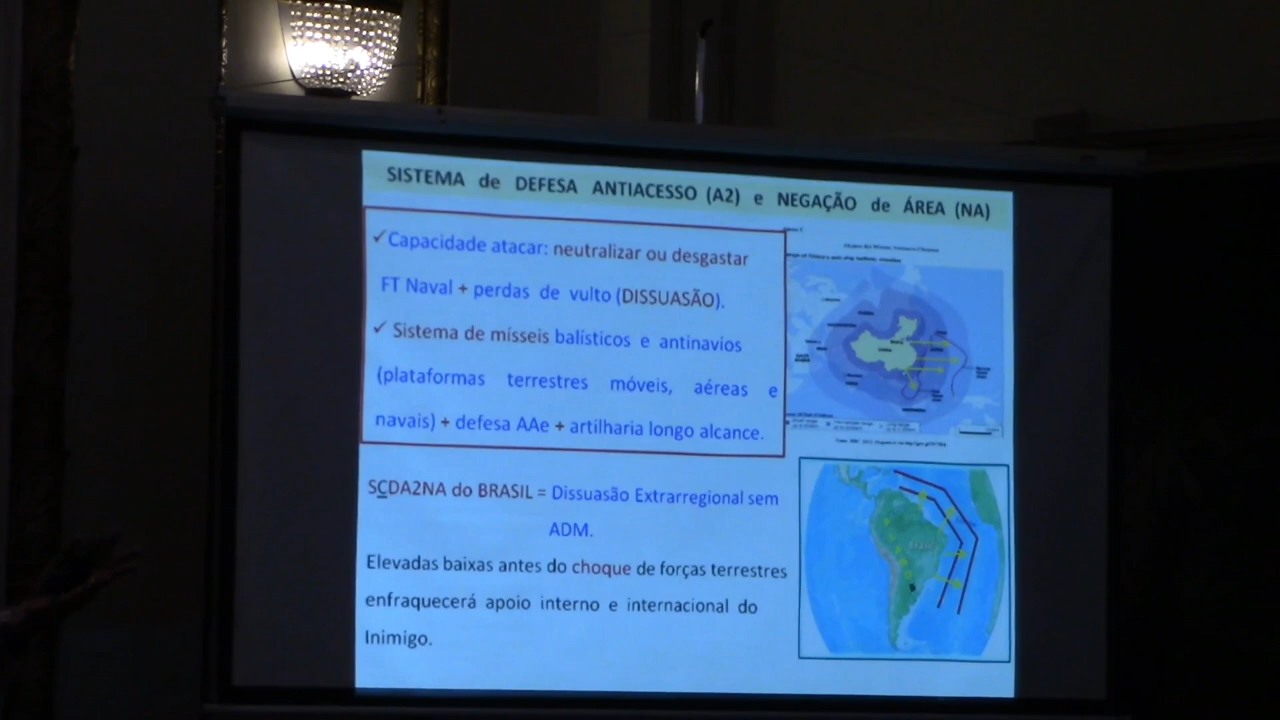 SISTEMA de DEFESA ANTIACESSO (A2) e NEGAÇÃO de ÁREA (NA)
✓Capacidade atacar: neutralizar ou desgastar
FT Naval + perdas de vulto (DISSUASÃO).
✓ Sistema de mísseis balísticos e antinavios
(plataformas terrestres móveis, aéreas e
navais) + defesa AAe + artilharia longo alcance.
SCDA2NA do BRASIL = Dissuasão Extrarregional sem
ADM.
Elevadas baixas antes do choque de forças terrestres
enfraquecerá apoio interno e internacional do
Inimigo.